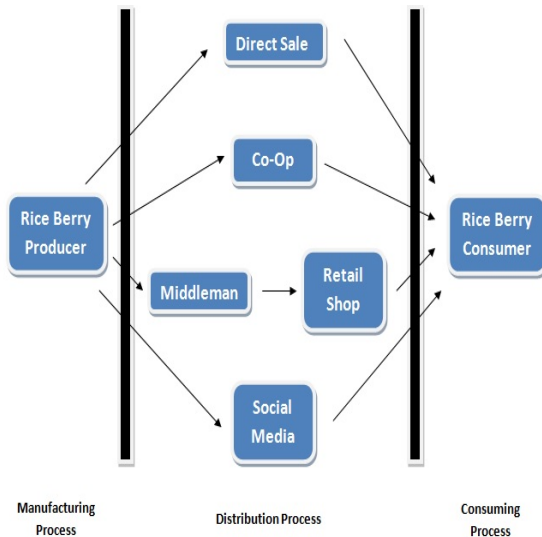 Direct Sale
Co-Op
Rice Berry
Producer
Rice Berry
Consumer
Middleman
Retail
Shop
Social
Media
Manufacturing
Process
Distribution Process
Consuming
Process